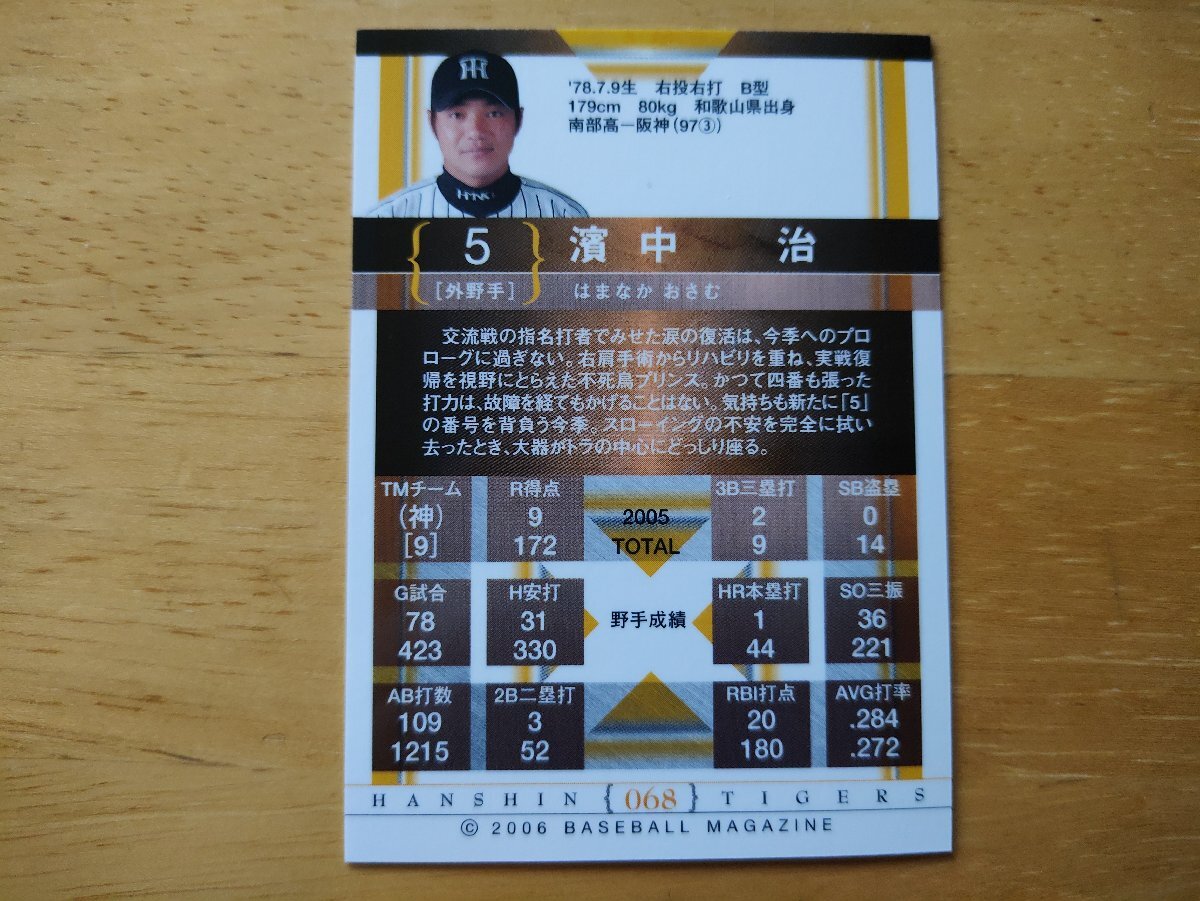 '78.7.9生 右投右打 B型
179cm 80kg 和歌山県出身
南部高ー阪神(97③)
5 濱中 治
[外野手] はまなか おさむ
交流戦の指名打者でみせた涙の復活は、今季へのプロ
ローグに過ぎない。右肩手術からリハビリを重ね、実戦復
帰を視野にとらえた不死鳥プリンス。かつて四番も張った
打力は、故障を経てもかげることはない。気持ちも新たに「5」
の番号を背負う今季。スローイングの不安を完全に拭い
去ったとき、大器がトラの中心にどっしり座る。
TMチーム R得点 3B三塁打 SB盗塁
(神) 9 2005 2 0
[9] 172 TOTAL 9 14
G試合 H安打 HR本塁打 SO三振
78 31 野手成績 1 36
423 330 44 221
AB打数 2B二塁打 RBI打点 AVG打率
109 3 20 .284
1215 52 180 .272
HANSHIN {068} TIGERS
© 2006 BASEBALL MAGAZINE